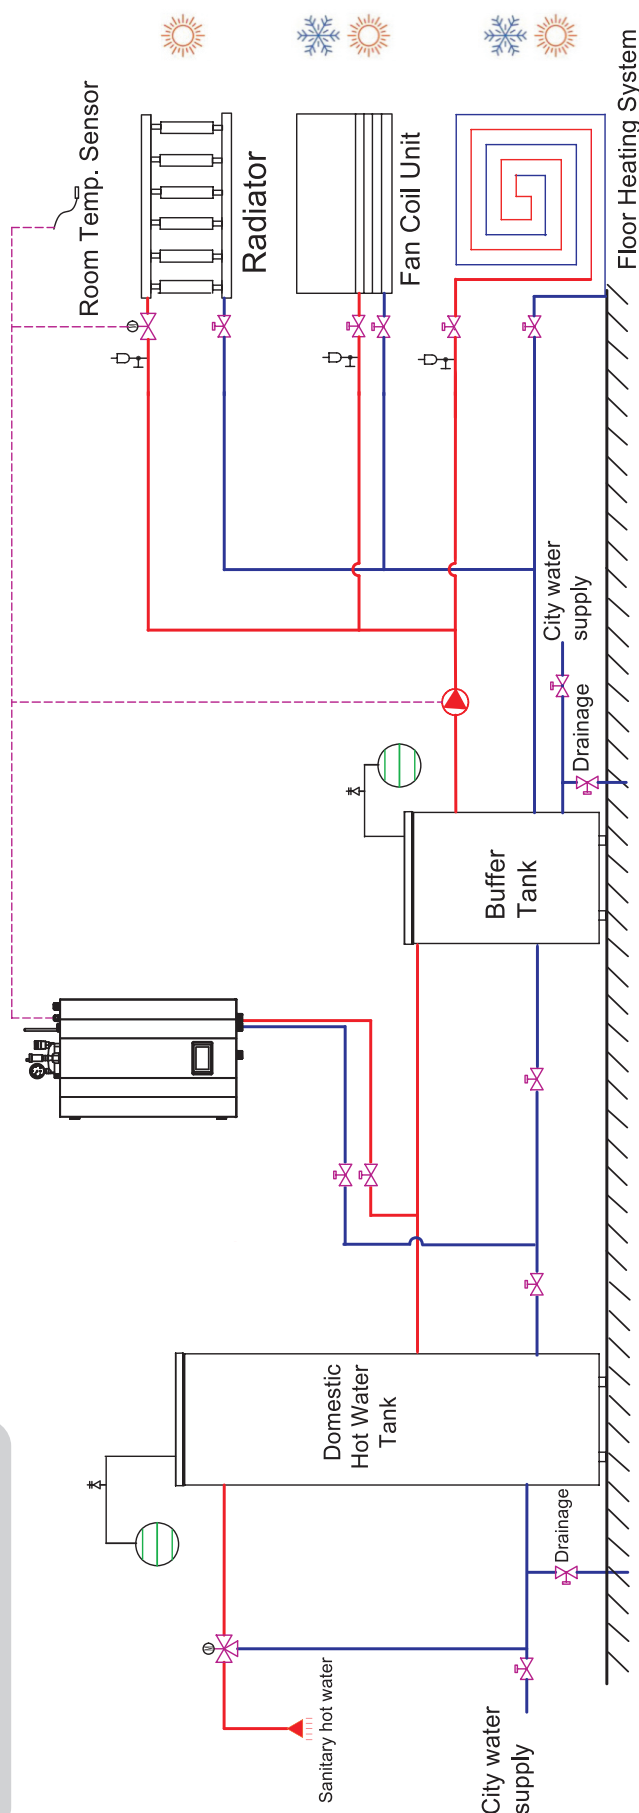 Room Temp. Sensor
Radiator
Fan Coil Unit
Floor Heating System
City water
supply
Drainage
Buffer
Tank
Domestic
Hot Water
Tank
Drainage
Sanitary hot water
City water
supply